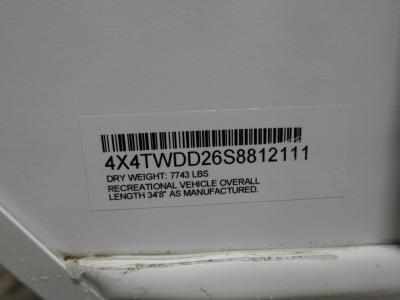 4X4TWDD26S8812111
DRY WEIGHT: 7743 LBS
RECREATIONAL VEHICLE OVERALL
LENGTH 34'8" AS MANUFACTURED.